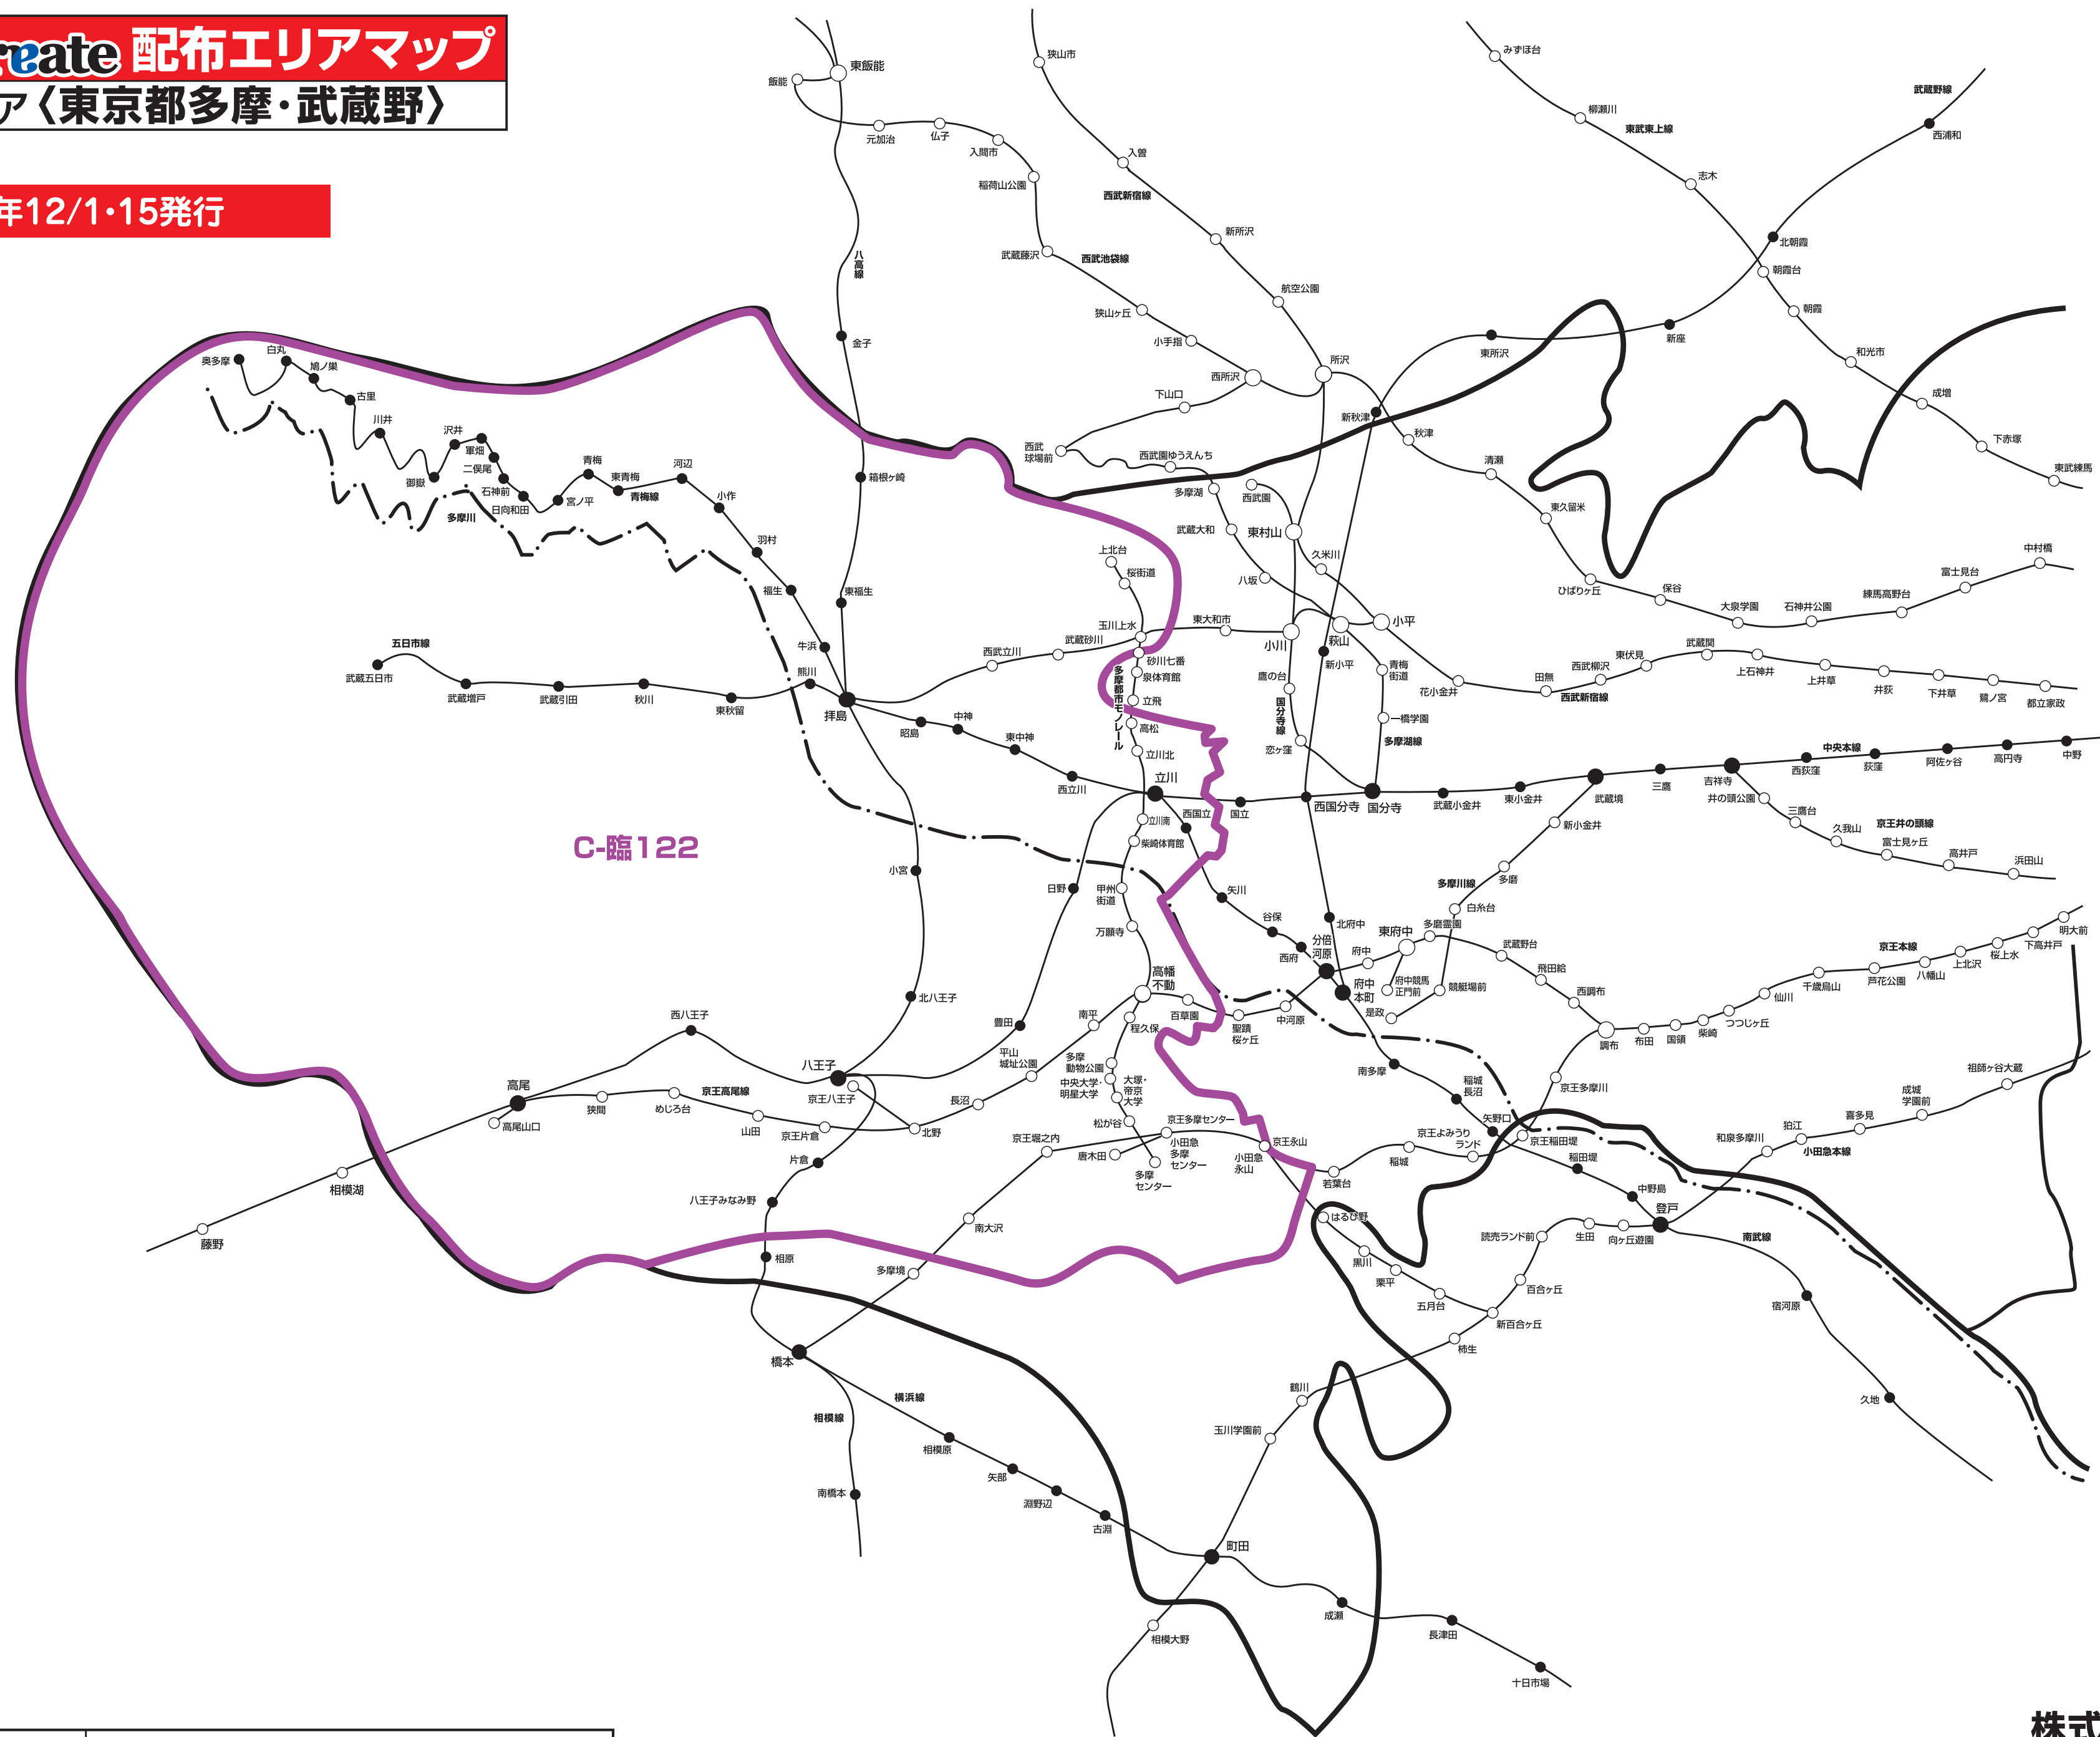 reate 配布エリアマップ
ア〈東京都多摩・武蔵野〉
年12/1・15発行
飯能
東飯能
元加治
仏子
入間市
稲荷山公園
武蔵藤沢
西武池袋線
狭山ヶ丘
小手指
西所沢
下山口
西武
球場前
狭山市
入曽
西武新宿線
新所沢
航空公園
所沢
みずほ台
柳瀬川
東武東上線
志木
武蔵野線
西浦和
北朝霞
朝霞台
朝霞
和光市
成増
下赤塚
東武練馬
新座
東所沢
新秋津
秋津
清瀬
東久留米
ひばりヶ丘
保谷
大泉学園
石神井公園
練馬高野台
富士見台
中村橋
八高線
金子
箱根ヶ崎
東福生
奥多摩
白丸
鳩ノ巣
古里
川井
御嶽
沢井
軍畑
二俣尾
石神前
日向和田
宮ノ平
青梅
東青梅
青梅線
河辺
小作
羽村
福生
牛浜
多摩川
五日市線
武蔵五日市
武蔵増戸
武蔵引田
秋川
東秋留
熊川
拝島
昭島
中神
東中神
西立川
立川
西武立川
武蔵砂川
玉川上水
東大和市
小川
西武園ゆうえんち
多摩湖
西武園
武蔵大和
東村山
久米川
八坂
萩山
小平
新小平
鷹の台
国分寺線
恋ヶ窪
青梅
街道
一橋学園
多摩湖線
花小金井
田無
西武新宿線
西武柳沢
東伏見
武蔵関
上石神井
上井草
井荻
下井草
鷺ノ宮
都立家政
上北台
桜街道
砂川七番
泉体育館
立飛
高松
立川北
多摩都市モノレール
立川南
柴崎体育館
甲州
街道
万願寺
高幡
不動
程久保
多摩
動物公園
中央大学・
明星大学
大塚・
帝京
大学
松が谷
多摩
センター
西国立
国立
西国分寺
国分寺
武蔵小金井
東小金井
武蔵境
三鷹
吉祥寺
西荻窪
中央本線
荻窪
阿佐ヶ谷
高円寺
中野
井の頭公園
三鷹台
久我山
京王井の頭線
富士見ヶ丘
高井戸
浜田山
新小金井
多磨
多摩川線
白糸台
競艇場前
是政
矢川
谷保
西府
分倍
河原
北府中
府中
本町
府中
東府中
府中競馬
正門前
多磨霊園
武蔵野台
飛田給
西調布
調布
布田
国領
柴崎
つつじヶ丘
仙川
千歳烏山
芦花公園
八幡山
京王本線
上北沢
桜上水
下高井戸
明大前
C-臨122
小宮
北八王子
日野
豊田
西八王子
八王子
京王八王子
高尾
高尾山口
狭間
めじろ台
京王高尾線
山田
京王片倉
北野
長沼
平山
城址公園
南平
百草園
聖蹟
桜ヶ丘
中河原
相模湖
藤野
片倉
八王子みなみ野
相原
橋本
多摩境
南大沢
京王堀之内
唐木田
京王多摩センター
小田急
多摩
センター
京王永山
小田急
永山
若葉台
稲城
京王よみうり
ランド
京王稲田堤
京王多摩川
南多摩
稲城
長沼
矢野口
稲田堤
中野島
登戸
南武線
宿河原
久地
和泉多摩川
狛江
小田急本線
喜多見
成城
学園前
祖師ヶ谷大蔵
向ヶ丘遊園
生田
読売ランド前
百合ヶ丘
新百合ヶ丘
はるひ野
黒川
栗平
五月台
柿生
鶴川
玉川学園前
町田
相模大野
横浜線
相模線
南橋本
相模原
矢部
淵野辺
古淵
成瀬
長津田
十日市場
株式